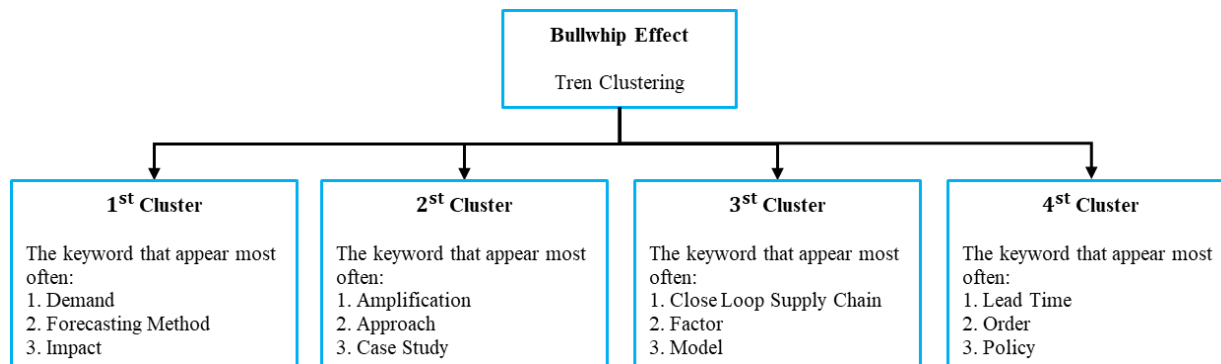 Bullwhip Effect
Tren Clustering
1st Cluster
The keyword that appear most
often:
1. Demand
2. Forecasting Method
3. Impact
2st Cluster
The keyword that appear most
often:
1. Amplification
2. Approach
3. Case Study
3st Cluster
The keyword that appear most
often:
1. Close Loop Supply Chain
2. Factor
3. Model
4st Cluster
The keyword that appear most
often:
1. Lead Time
2. Order
3. Policy